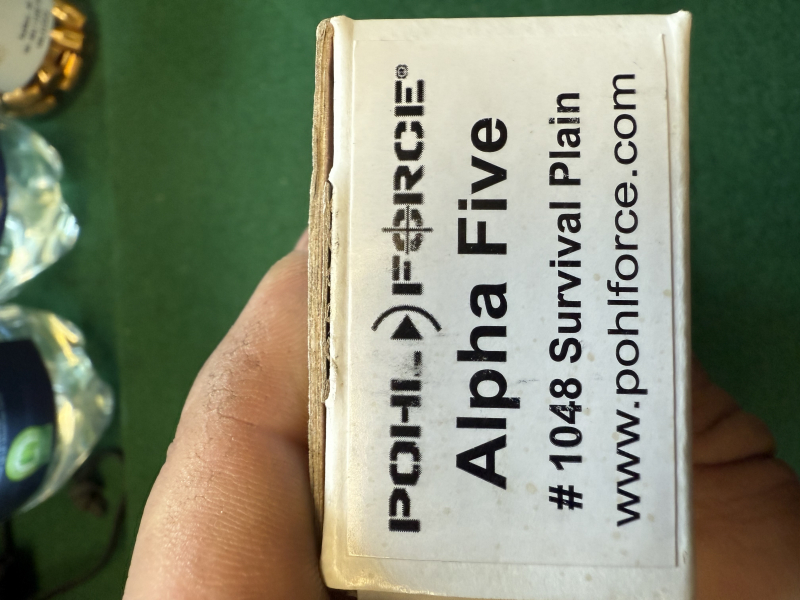 POHL FORCE®
Alpha Five
# 1048 Survival Plain
www.pohlforce.com